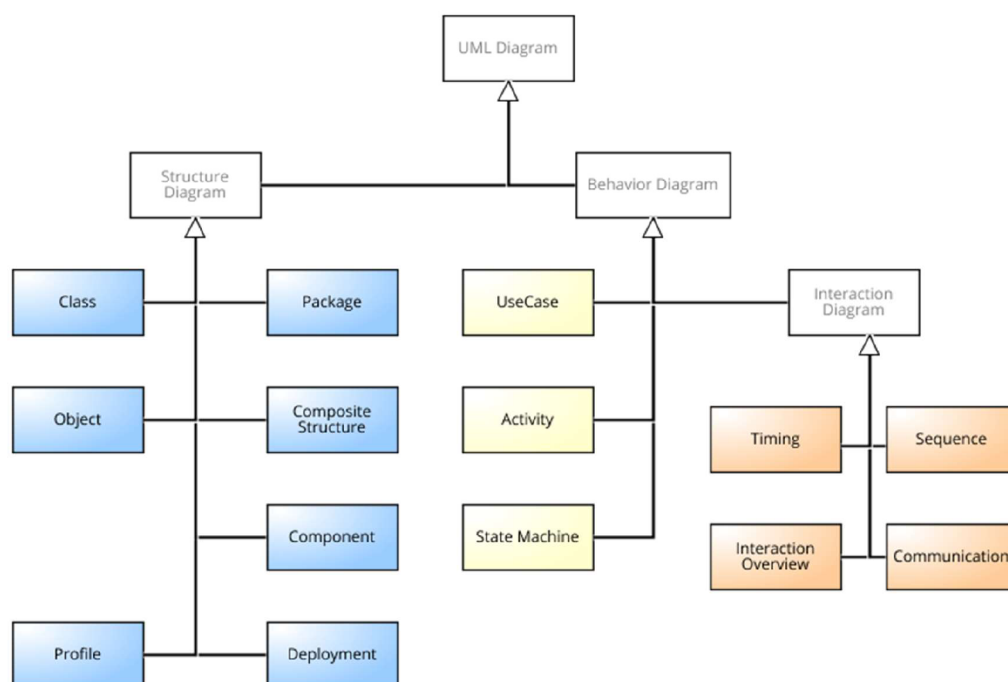 UML Diagram
Structure
Diagram
Behavior Diagram
Class
Package
UseCase
Interaction
Diagram
Object
Composite
Structure
Activity
Timing
Sequence
Component
State Machine
Interaction
Overview
Communication
Profile
Deployment